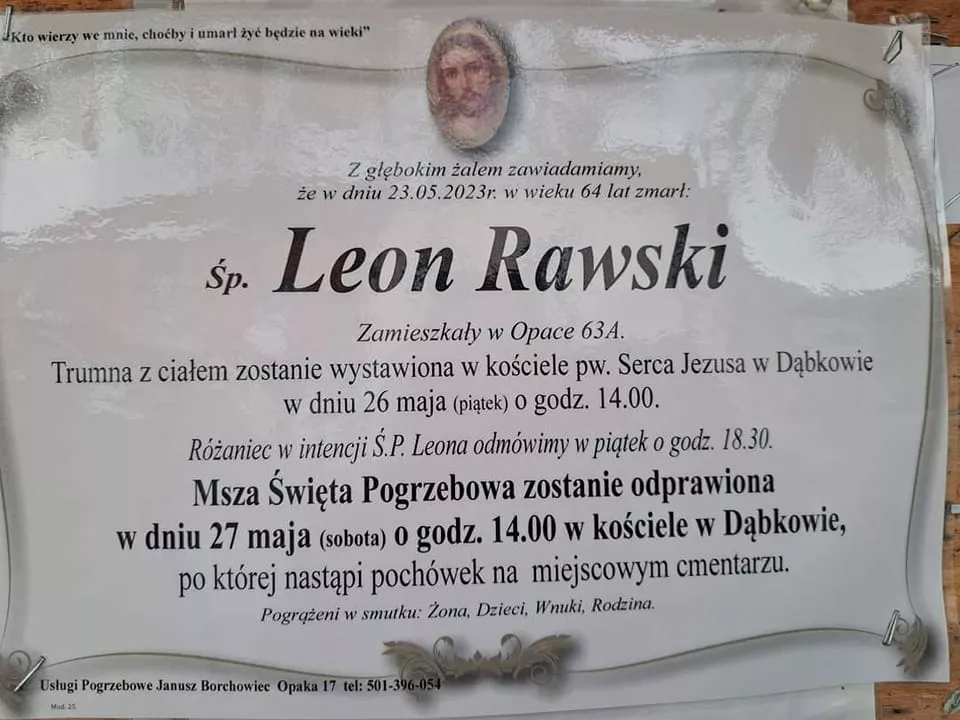 „Kto wierzy we mnie, choćby i umarł żyć będzie na wieki”
Z głębokim żalem zawiadamiamy,
że w dniu 23.05.2023r. w wieku 64 lat zmarł:
Śp. Leon Rawski
Zamieszkały w Opace 63A.
Trumna z ciałem zostanie wystawiona w kościele pw. Serca Jezusa w Dąbkowie
w dniu 26 maja (piątek) o godz. 14.00.
Różaniec w intencji Ś.P. Leona odmówimy w piątek o godz. 18.30.
Msza Święta Pogrzebowa zostanie odprawiona
w dniu 27 maja (sobota) o godz. 14.00 w kościele w Dąbkowie,
po której nastąpi pochówek na miejscowym cmentarzu.
Pogrążeni w smutku: Żona, Dzieci, Wnuki, Rodzina.
Usługi Pogrzebowe Janusz Borchowiec Opaka 17 tel: 501-396-054
Mod. 25